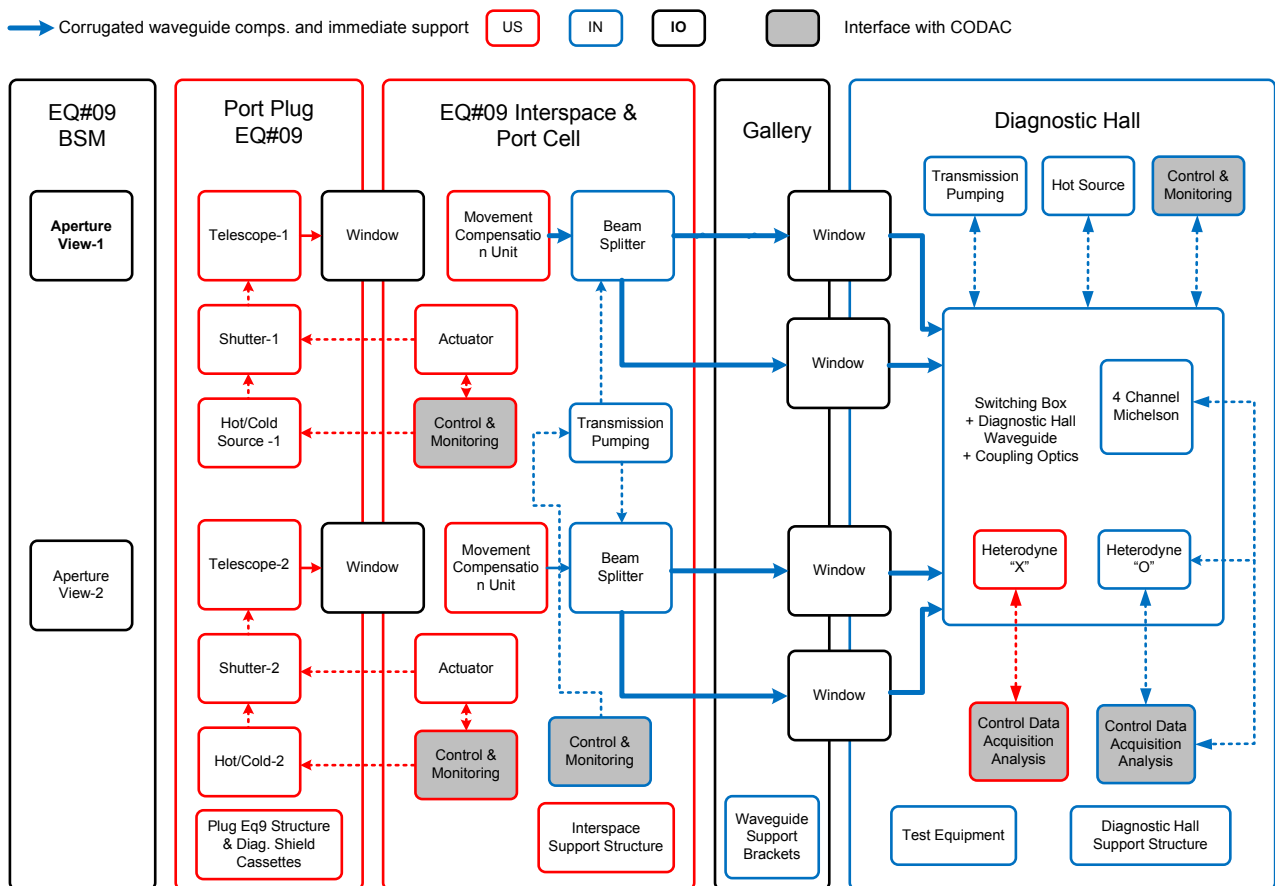 Corrugated waveguide comps. and immediate support
US
IN
IO
Interface with CODAC
EQ#09
BSM
Aperture
View-1
Aperture
View-2
Port Plug
EQ#09
Telescope-1
Shutter-1
Hot/Cold
Source -1
Telescope-2
Shutter-2
Hot/Cold-2
Plug Eq9 Structure
& Diag. Shield
Cassettes
Window
Window
EQ#09 Interspace &
Port Cell
Movement
Compensatio
n Unit
Beam
Splitter
Actuator
Control &
Monitoring
Transmission
Pumping
Movement
Compensatio
n Unit
Beam
Splitter
Actuator
Control &
Monitoring
Control &
Monitoring
Interspace
Support Structure
Gallery
Window
Window
Window
Window
Waveguide
Support
Brackets
Diagnostic Hall
Transmission
Pumping
Hot Source
Control &
Monitoring
Switching Box
+ Diagnostic Hall
Waveguide
+ Coupling Optics
4 Channel
Michelson
Heterodyne
“X”
Heterodyne
“O”
Control Data
Acquisition
Analysis
Control Data
Acquisition
Analysis
Test Equipment
Diagnostic Hall
Support Structure